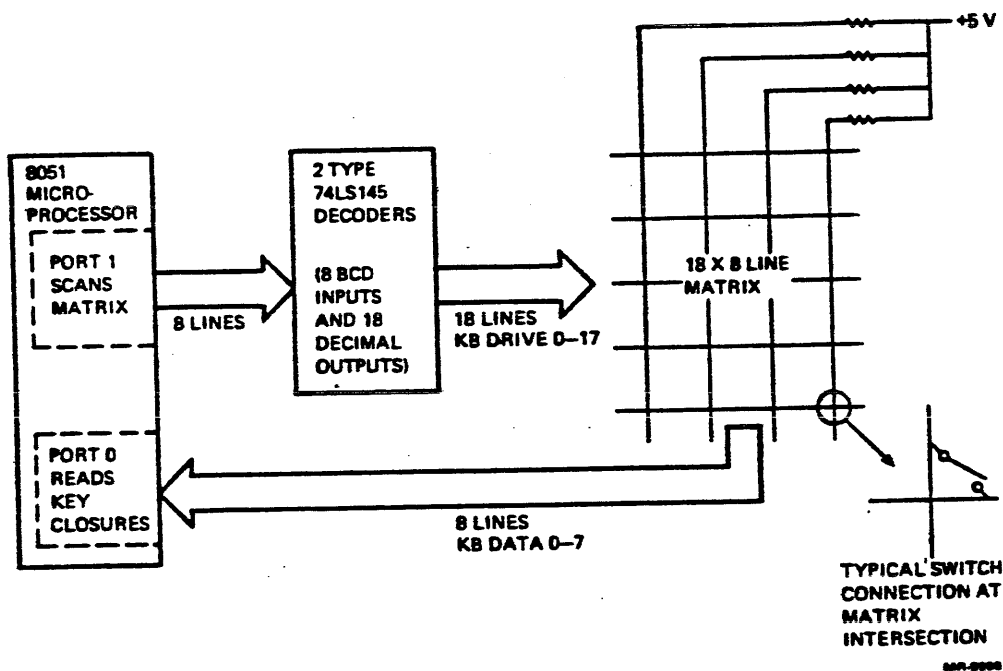 +5 V
8051
MICRO-
PROCESSOR
PORT 1
SCANS
MATRIX
8 LINES
2 TYPE
74LS145
DECODERS
(8 BCD
INPUTS
AND 18
DECIMAL
OUTPUTS)
18 LINES
KB DRIVE 0–17
18 X 8 LINE
MATRIX
PORT 0
READS
KEY
CLOSURES
8 LINES
KB DATA 0–7
TYPICAL SWITCH
CONNECTION AT
MATRIX
INTERSECTION